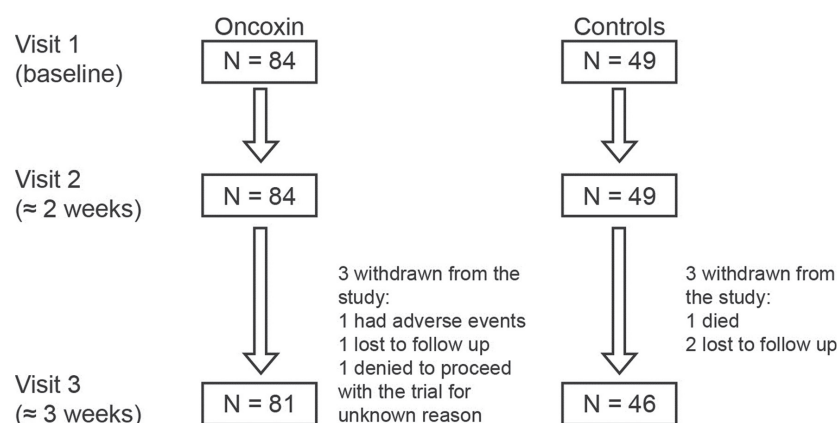 Oncoxin
Controls
Visit 1
(baseline)
N = 84
N = 49
Visit 2
(≈ 2 weeks)
N = 84
N = 49
3 withdrawn from the
study:
1 had adverse events
1 lost to follow up
1 denied to proceed
with the trial for
unknown reason
3 withdrawn from
the study:
1 died
2 lost to follow up
Visit 3
(≈ 3 weeks)
N = 81
N = 46